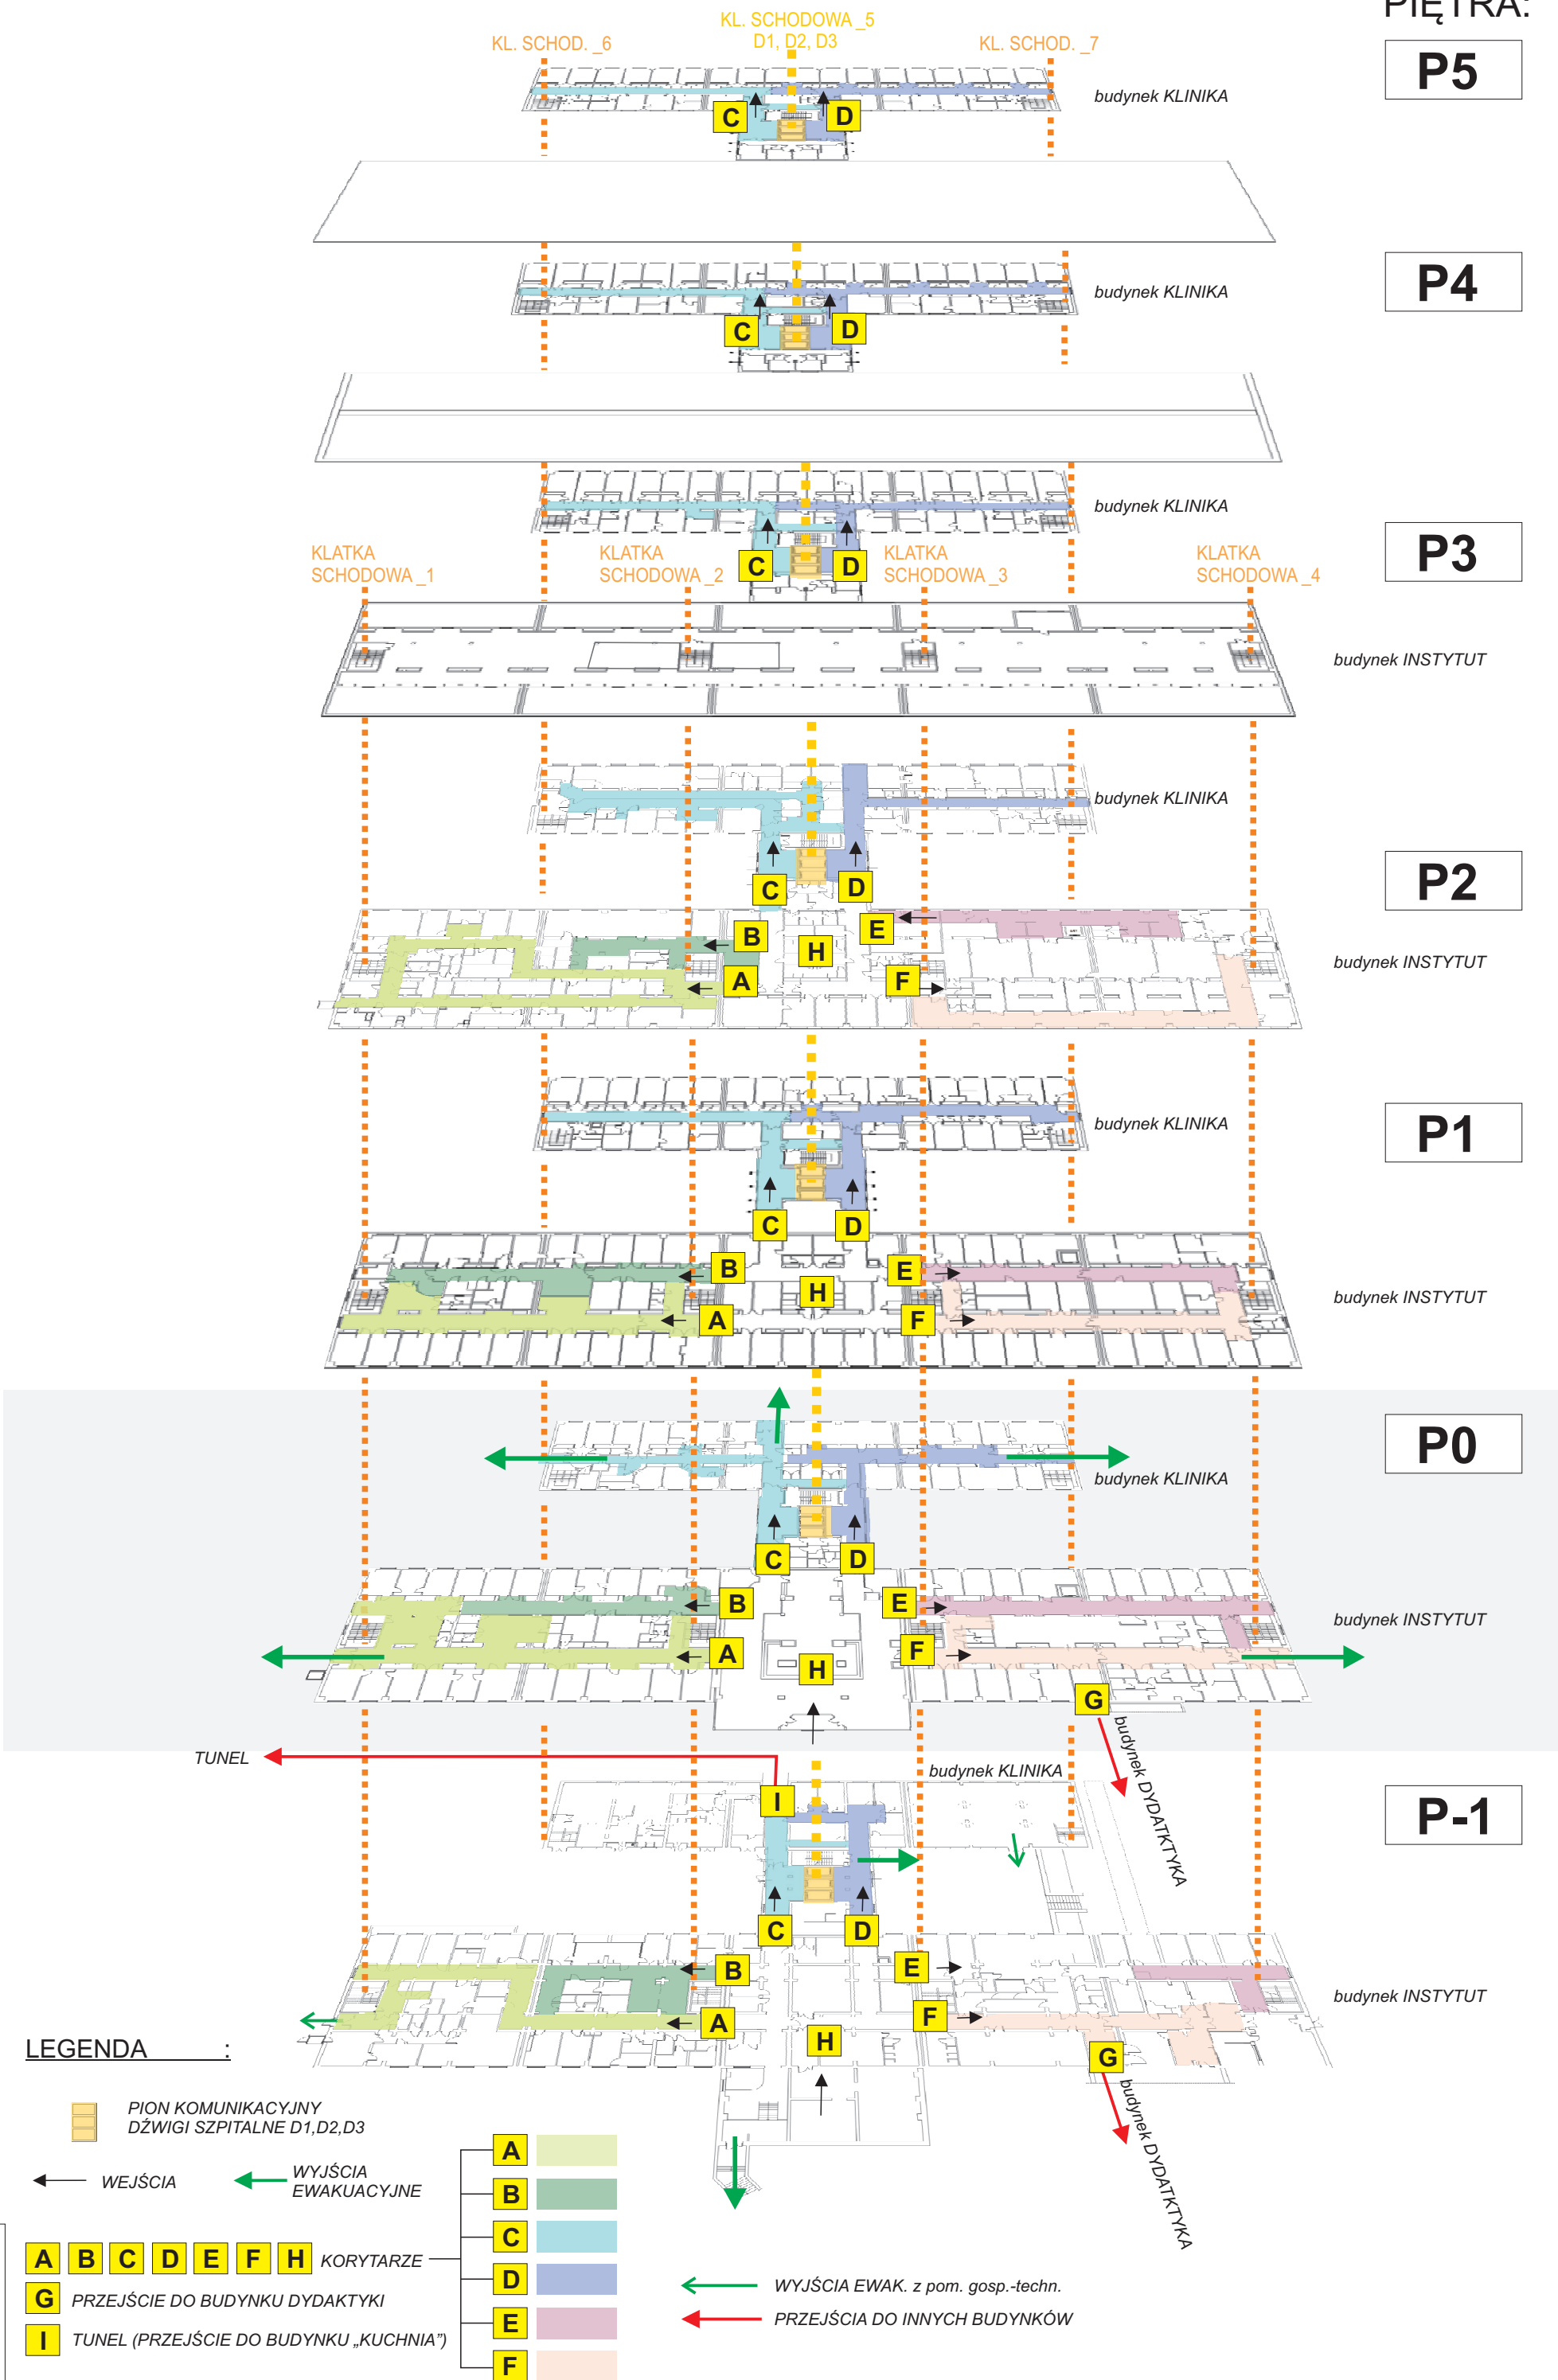 PIĘTRA:
KL. SCHODOWA _5
D1, D2, D3
KL. SCHOD. _6
KL. SCHOD. _7
P5
budynek KLINIKA
C
D
P4
budynek KLINIKA
C
D
budynek KLINIKA
P3
C
D
KLATKA
SCHODOWA _1
KLATKA
SCHODOWA _2
KLATKA
SCHODOWA _3
KLATKA
SCHODOWA _4
budynek INSTYTUT
budynek KLINIKA
P2
C
D
B
H
E
A
F
budynek INSTYTUT
budynek KLINIKA
P1
C
D
B
E
H
A
F
budynek INSTYTUT
P0
budynek KLINIKA
C
D
B
E
budynek INSTYTUT
A
H
F
G
budynek DYDATKTYKA
TUNEL
budynek KLINIKA
I
P-1
C
D
B
E
A
H
F
G
budynek INSTYTUT
budynek DYDATKTYKA
LEGENDA :
PION KOMUNIKACYJNY
DŹWIGI SZPITALNE D1,D2,D3
WEJŚCIA
WYJŚCIA
EWAKUACYJNE
A B C D E F H KORYTARZE
G PRZEJŚCIE DO BUDYNKU DYDAKTYKI
I TUNEL (PRZEJŚCIE DO BUDYNKU „KUCHNIA”)
A
B
C
D
E
F
WYJŚCIA EWAK. z pom. gosp.-techn.
PRZEJŚCIA DO INNYCH BUDYNKÓW